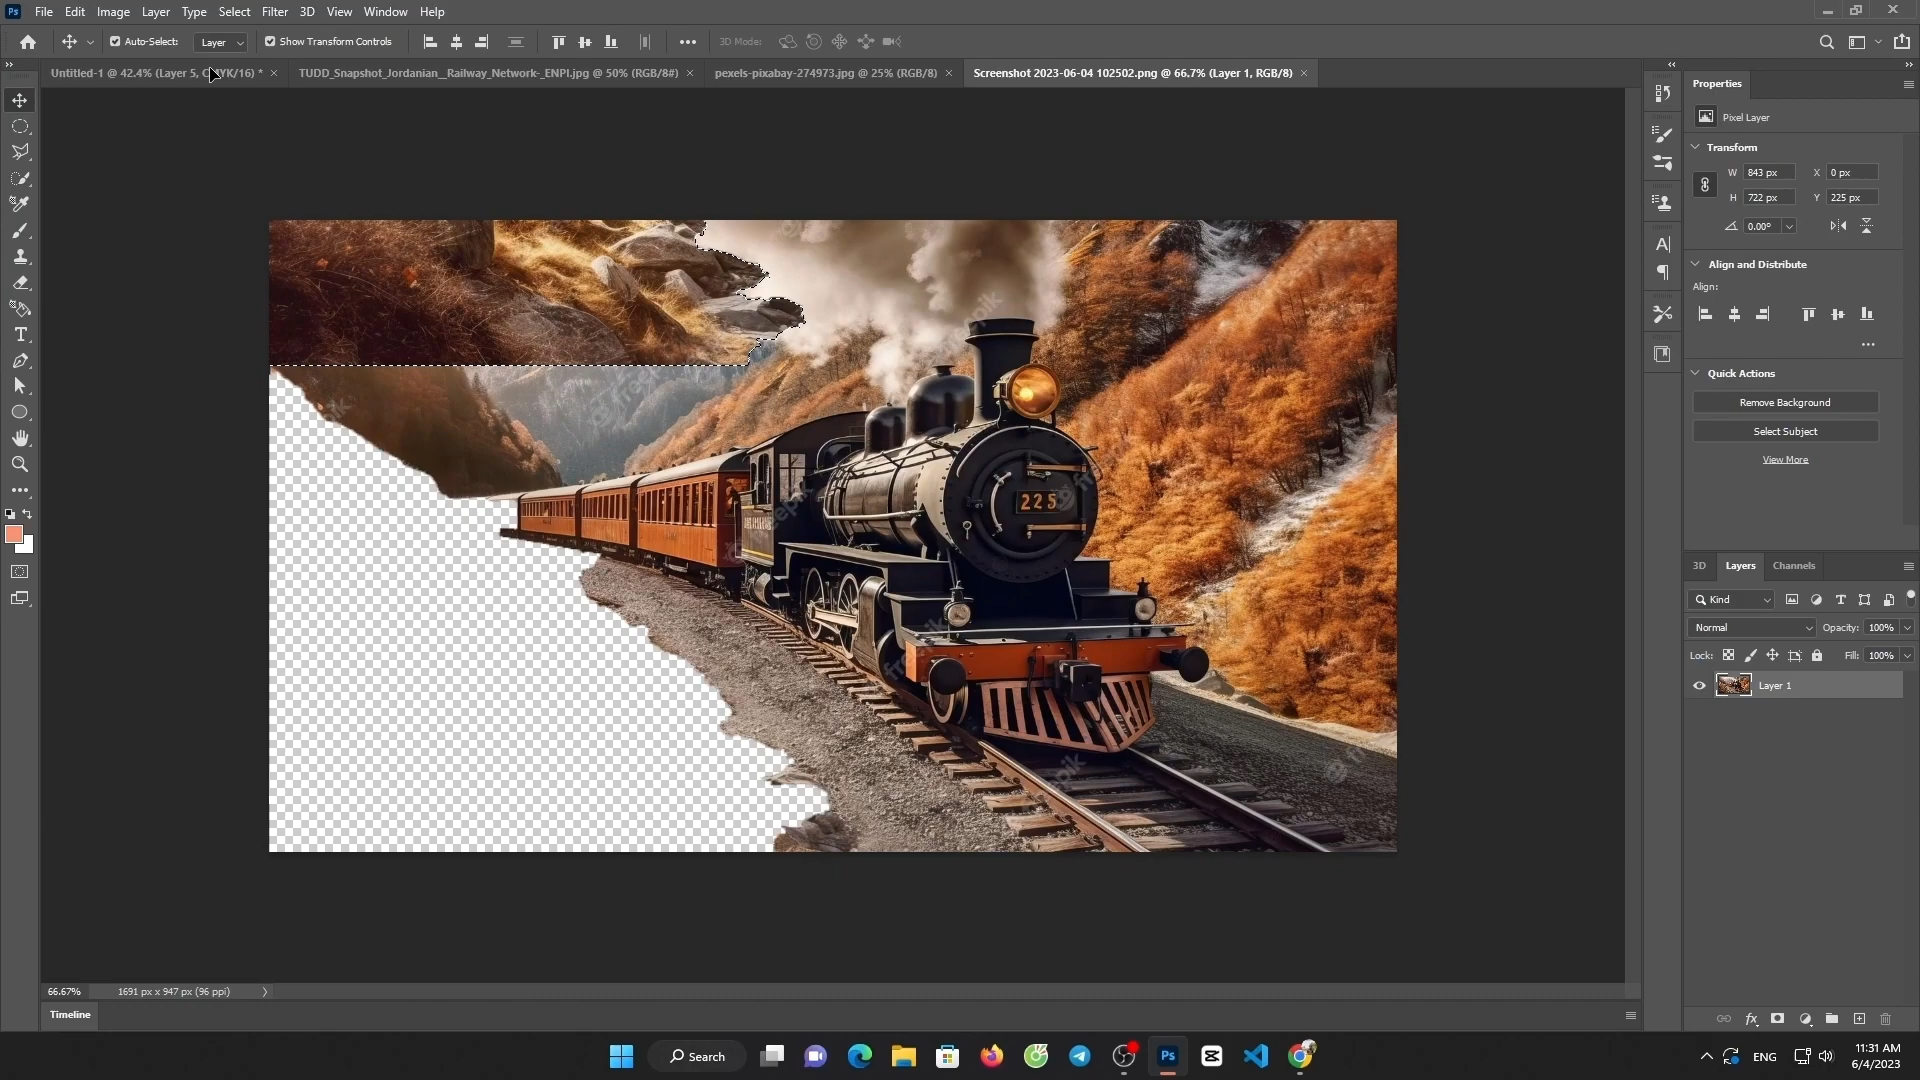 Ps File Edit Image Layer Type Select Filter 3D View Window Help
Auto-Select: Layer Show Transform Controls 3D Mode:
Untitled-1 @ 42.4% (Layer 5, CMYK/16) * × TUDD_Snapshot_Jordanian__Railway_Network-_ENPI.jpg @ 50% (RGB/8#) × pexels-pixabay-274973.jpg @ 25% (RGB/8) × Screenshot 2023-06-04 102502.png @ 66.7% (Layer 1, RGB/8) ×
Properties
Pixel Layer
Transform
W 843 px X 0 px
H 722 px Y 225 px
0.00°
Align and Distribute
Align:
Quick Actions
Remove Background
Select Subject
View More
225
freepik
3D Layers Channels
Kind
Normal Opacity: 100%
Lock: Fill: 100%
Layer 1
66.67% 1691 px x 947 px (96 ppi)
Timeline
Search
Ps
ENG
11:31 AM
6/4/2023